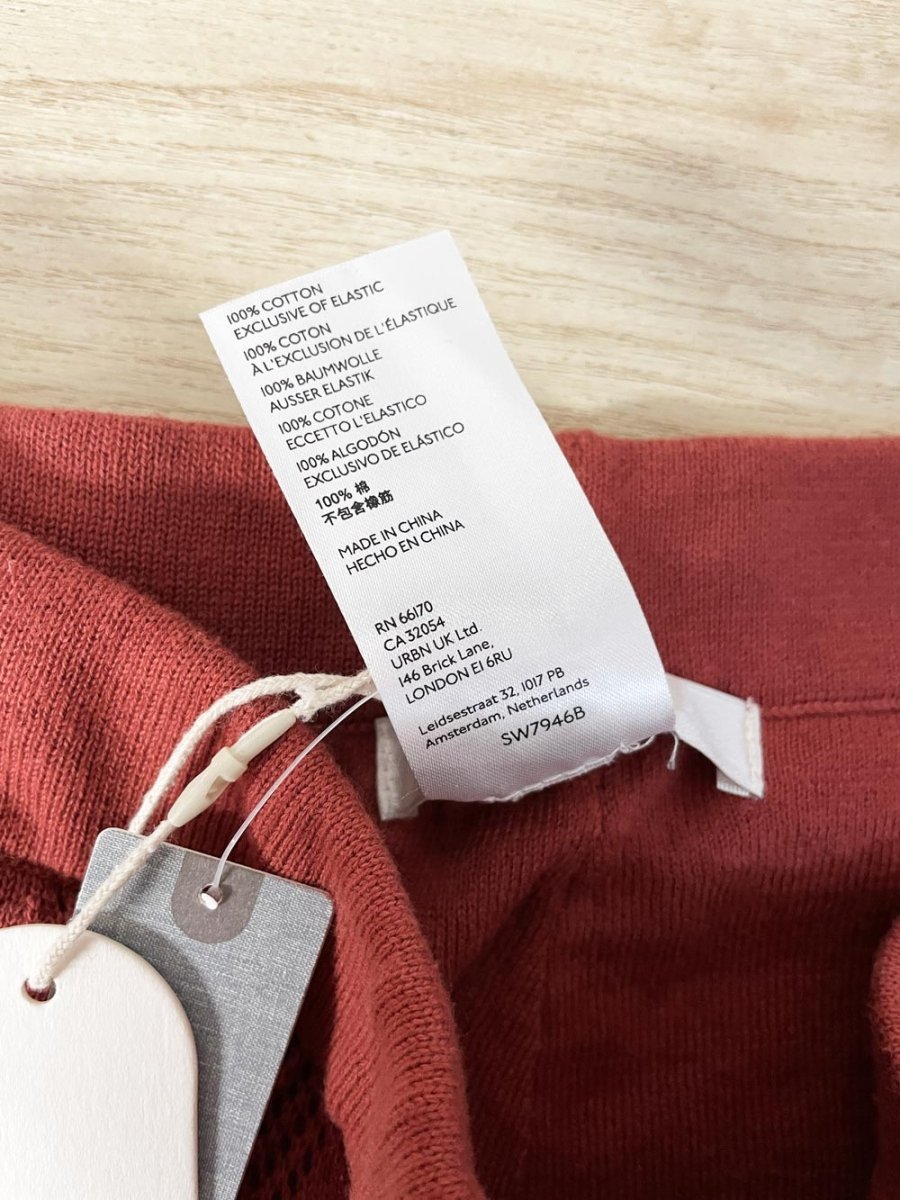 100% COTTON
EXCLUSIVE OF ELASTIC
100% COTON
À L'EXCLUSION DE L'ÉLASTIQUE
100% BAUMWOLLE
AUSSER ELASTIK
100% COTONE
ECCETTO L'ELASTICO
100% ALGODÓN
EXCLUSIVO DE ELÁSTICO
100% 棉
不包含橡筋
MADE IN CHINA
HECHO EN CHINA
RN 66170
CA 32054
URBN UK Ltd.
146 Brick Lane,
LONDON E1 6RU
Leidsestraat 32, 1017 PB
Amsterdam, Netherlands
SW7946B